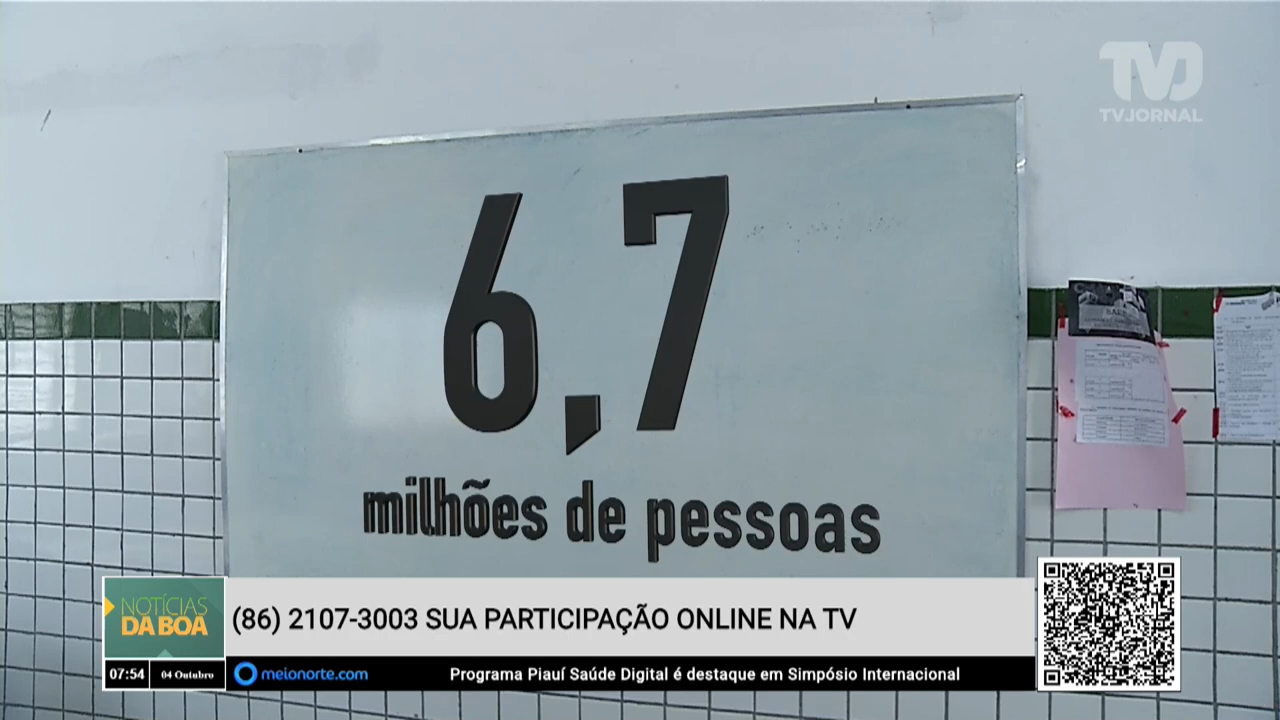 TVJ
TVJORNAL
6,7
milhões de pessoas
NOTÍCIAS
DA BOA
(86) 2107-3003 SUA PARTICIPAÇÃO ONLINE NA TV
07:54
04 Outubro
meionorte.com
Programa Piauí Saúde Digital é destaque em Simpósio Internacional